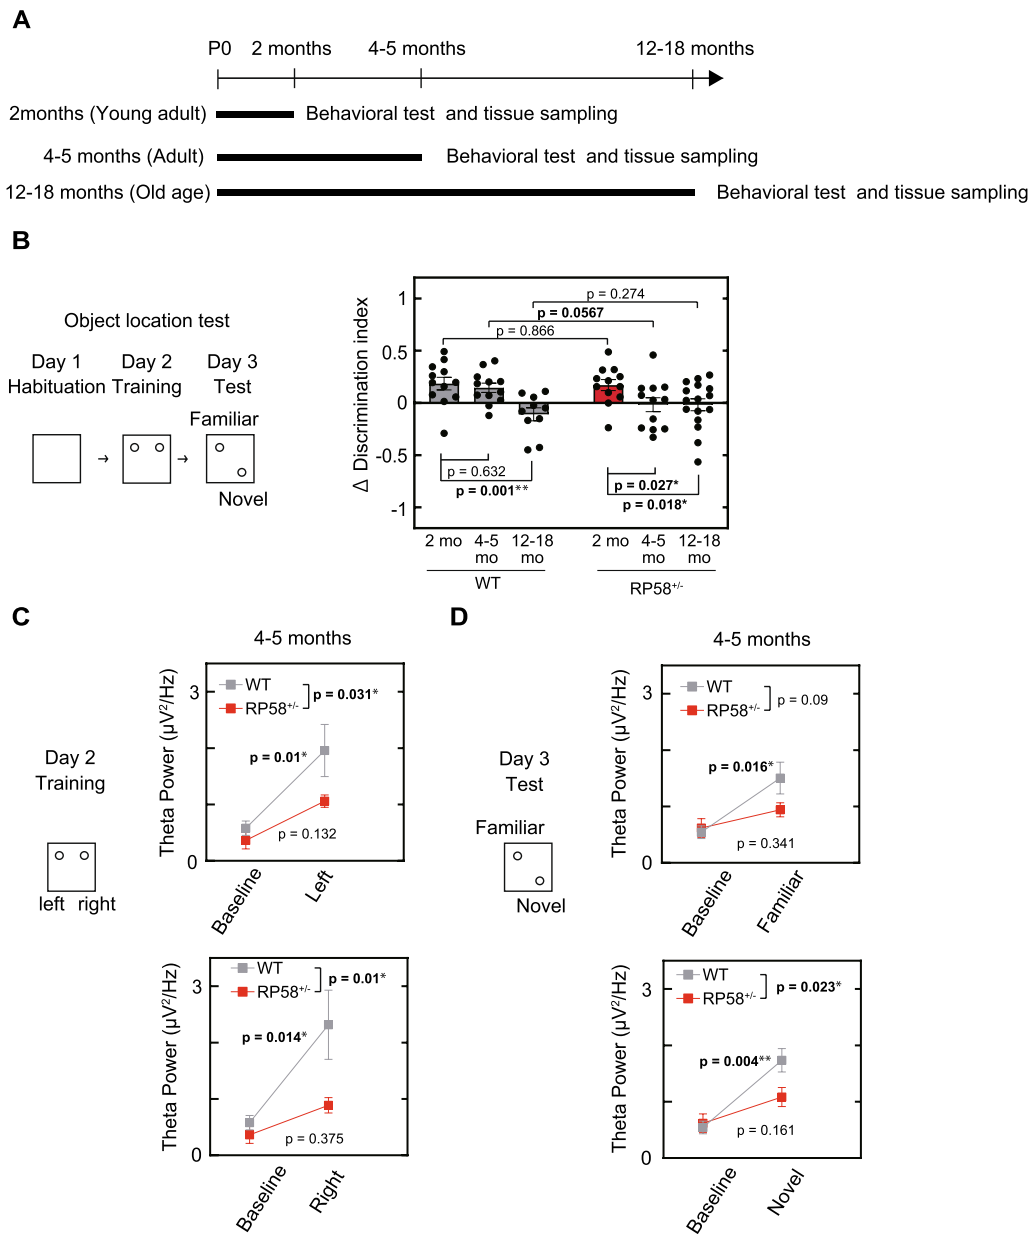 A
P0 2 months 4-5 months 12-18 months
2months (Young adult) Behavioral test and tissue sampling
4-5 months (Adult) Behavioral test and tissue sampling
12-18 months (Old age) Behavioral test and tissue sampling
B
Object location test
Day 1 Day 2 Day 3
Habituation Training Test
Familiar
→ →
Novel
Δ Discrimination index
1
0.5
0
-0.5
-1
p = 0.274
p = 0.0567
p = 0.866
p = 0.632
p = 0.001**
p = 0.027*
p = 0.018*
2 mo 4-5 12-18 2 mo 4-5 12-18
mo mo mo mo
WT RP58+/-
C
4-5 months
Day 2
Training
left right
Theta Power (µV²/Hz)
3
0
WT
RP58+/-
p = 0.031*
p = 0.01*
p = 0.132
Baseline Left
Theta Power (µV²/Hz)
3
0
WT
RP58+/-
p = 0.01*
p = 0.014*
p = 0.375
Baseline Right
D
4-5 months
Day 3
Test
Familiar
Novel
Theta Power (µV²/Hz)
3
0
WT
RP58+/-
p = 0.09
p = 0.016*
p = 0.341
Baseline Familiar
Theta Power (µV²/Hz)
3
0
WT
RP58+/-
p = 0.023*
p = 0.004**
p = 0.161
Baseline Novel